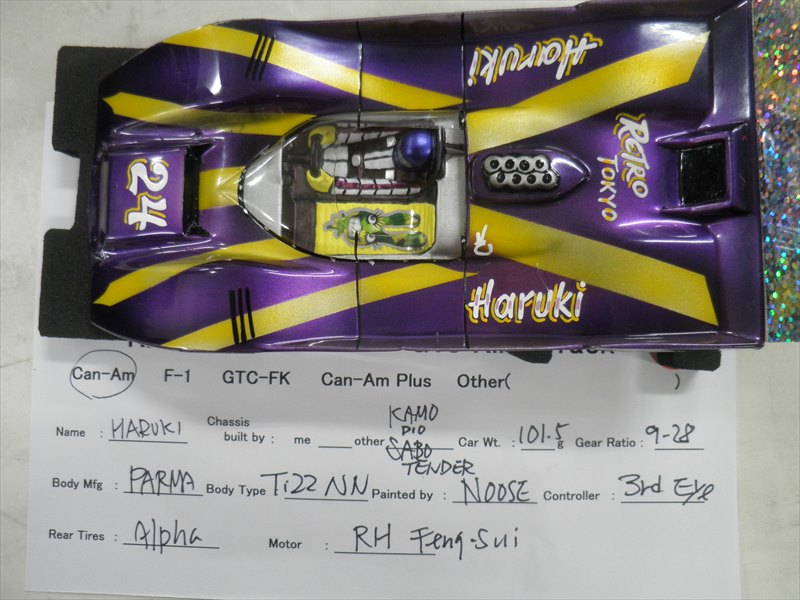 Haruki
24
Retro
TOKYO
Haruki
Can-Am F-1 GTC-FK Can-Am Plus Other( )
Name : HARUKI Chassis built by : me other KAMO DIO SABO TENDER Car Wt. : 101.5 g Gear Ratio : 9-28
Body Mfg : PARMA Body Type : Ti22 NN Painted by : NOOSE Controller : 3rd Eye
Rear Tires : Alpha Motor : RH Feng-Sui